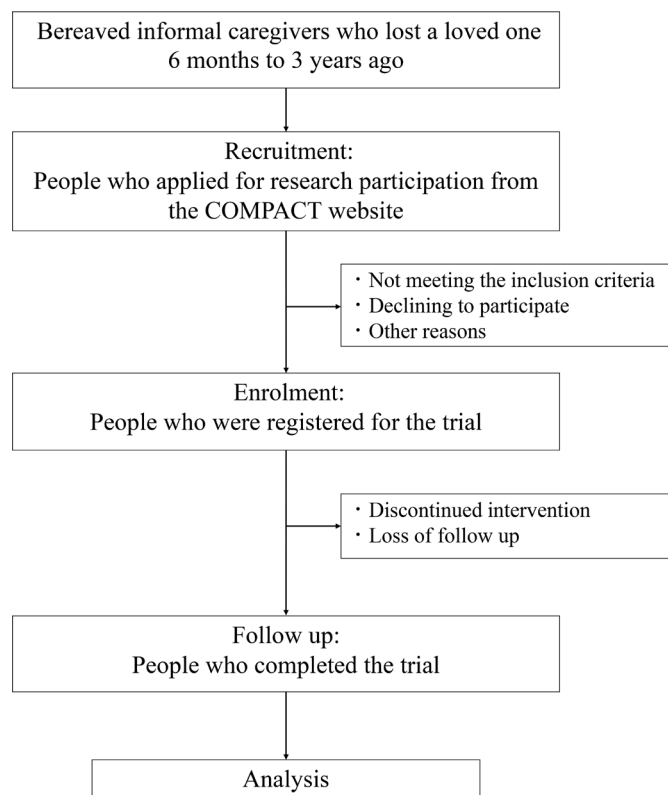 Bereaved informal caregivers who lost a loved one
6 months to 3 years ago
Recruitment:
People who applied for research participation from
the COMPACT website
・Not meeting the inclusion criteria
・Declining to participate
・Other reasons
Enrolment:
People who were registered for the trial
・Discontinued intervention
・Loss of follow up
Follow up:
People who completed the trial
Analysis